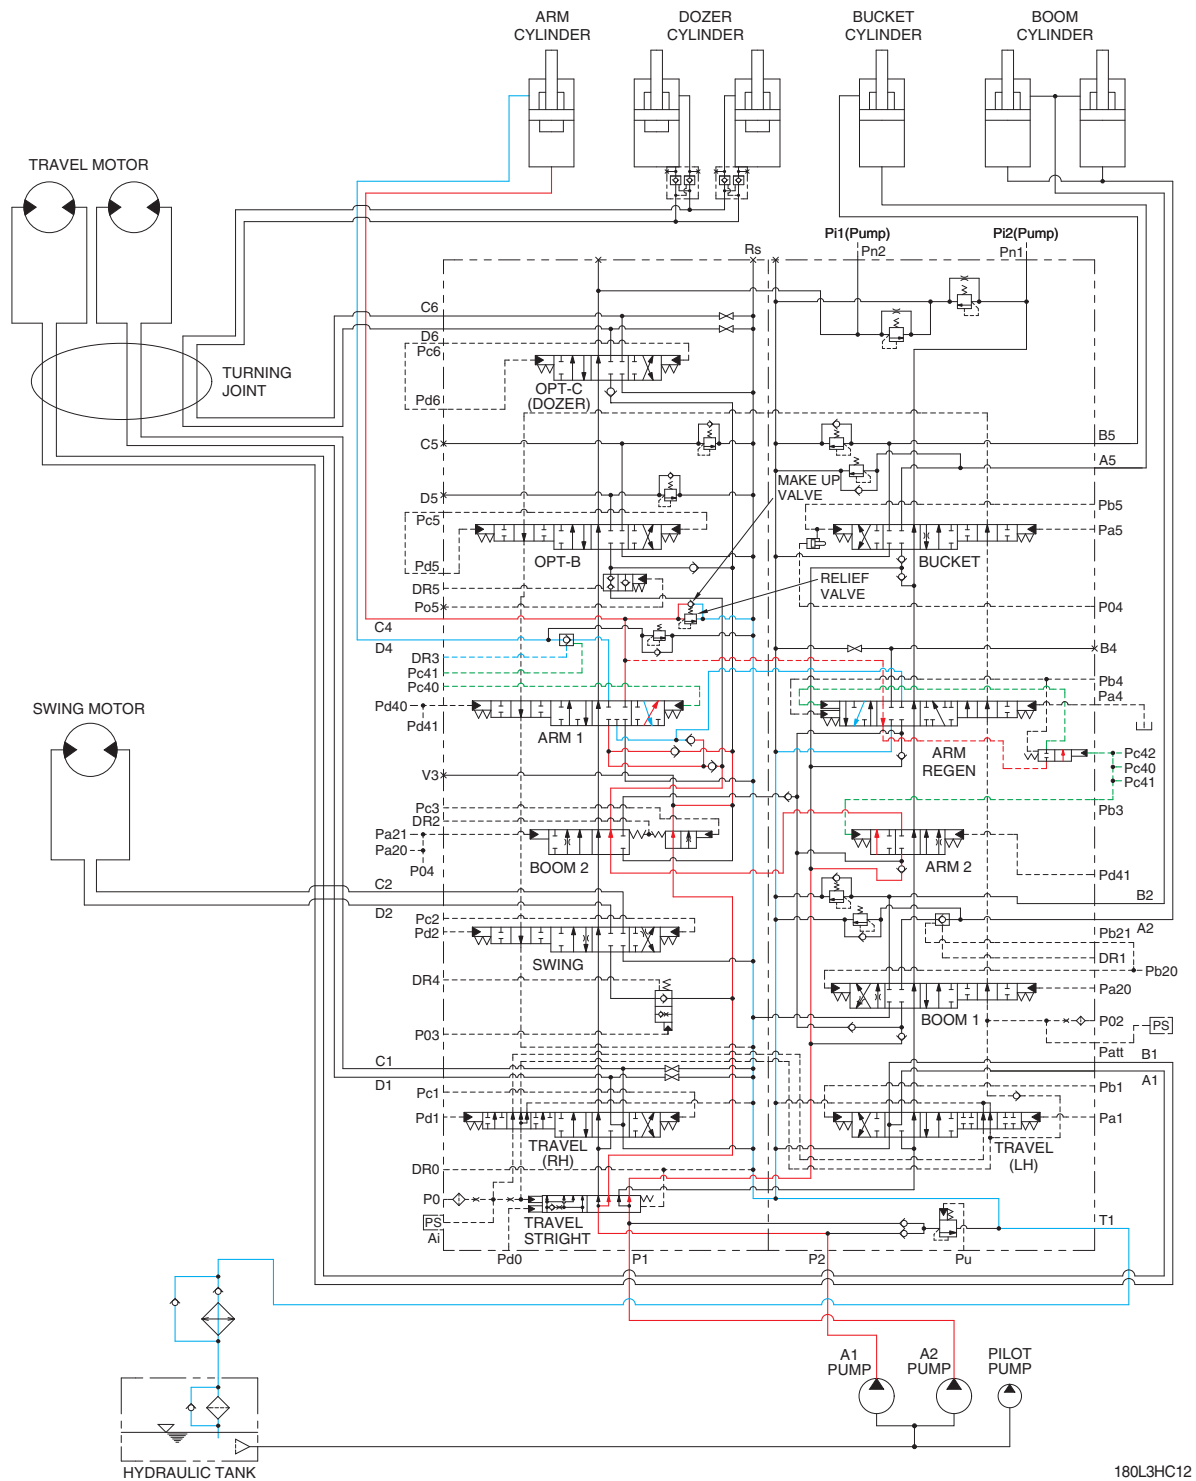 ARM
CYLINDER
DOZER
CYLINDER
BUCKET
CYLINDER
BOOM
CYLINDER
TRAVEL MOTOR
TURNING
JOINT
SWING MOTOR
Rs
Pi1(Pump)
Pn2
Pi2(Pump)
Pn1
C6
D6
Pc6
Pd6
OPT-C
(DOZER)
C5
D5
Pc5
Pd5
OPT-B
DR5
Po5
MAKE UP
VALVE
RELIEF
VALVE
B5
A5
Pb5
Pa5
BUCKET
P04
C4
D4
DR3
Pc41
Pc40
Pd40
Pd41
ARM 1
B4
Pb4
Pa4
ARM
REGEN
Pc42
Pc40
Pc41
Pb3
V3
Pc3
DR2
Pa21
Pa20
P04
BOOM 2
ARM 2
Pd41
C2
D2
Pc2
Pd2
SWING
DR4
P03
B2
A2
Pb21
DR1
Pb20
Pa20
BOOM 1
P02
PS
Patt
B1
A1
C1
D1
Pc1
Pd1
TRAVEL
(RH)
Pb1
Pa1
TRAVEL
(LH)
DR0
P0
PS
Ai
TRAVEL
STRIGHT
Pd0
P1
P2
Pu
T1
A1
PUMP
A2
PUMP
PILOT
PUMP
HYDRAULIC TANK
180L3HC12